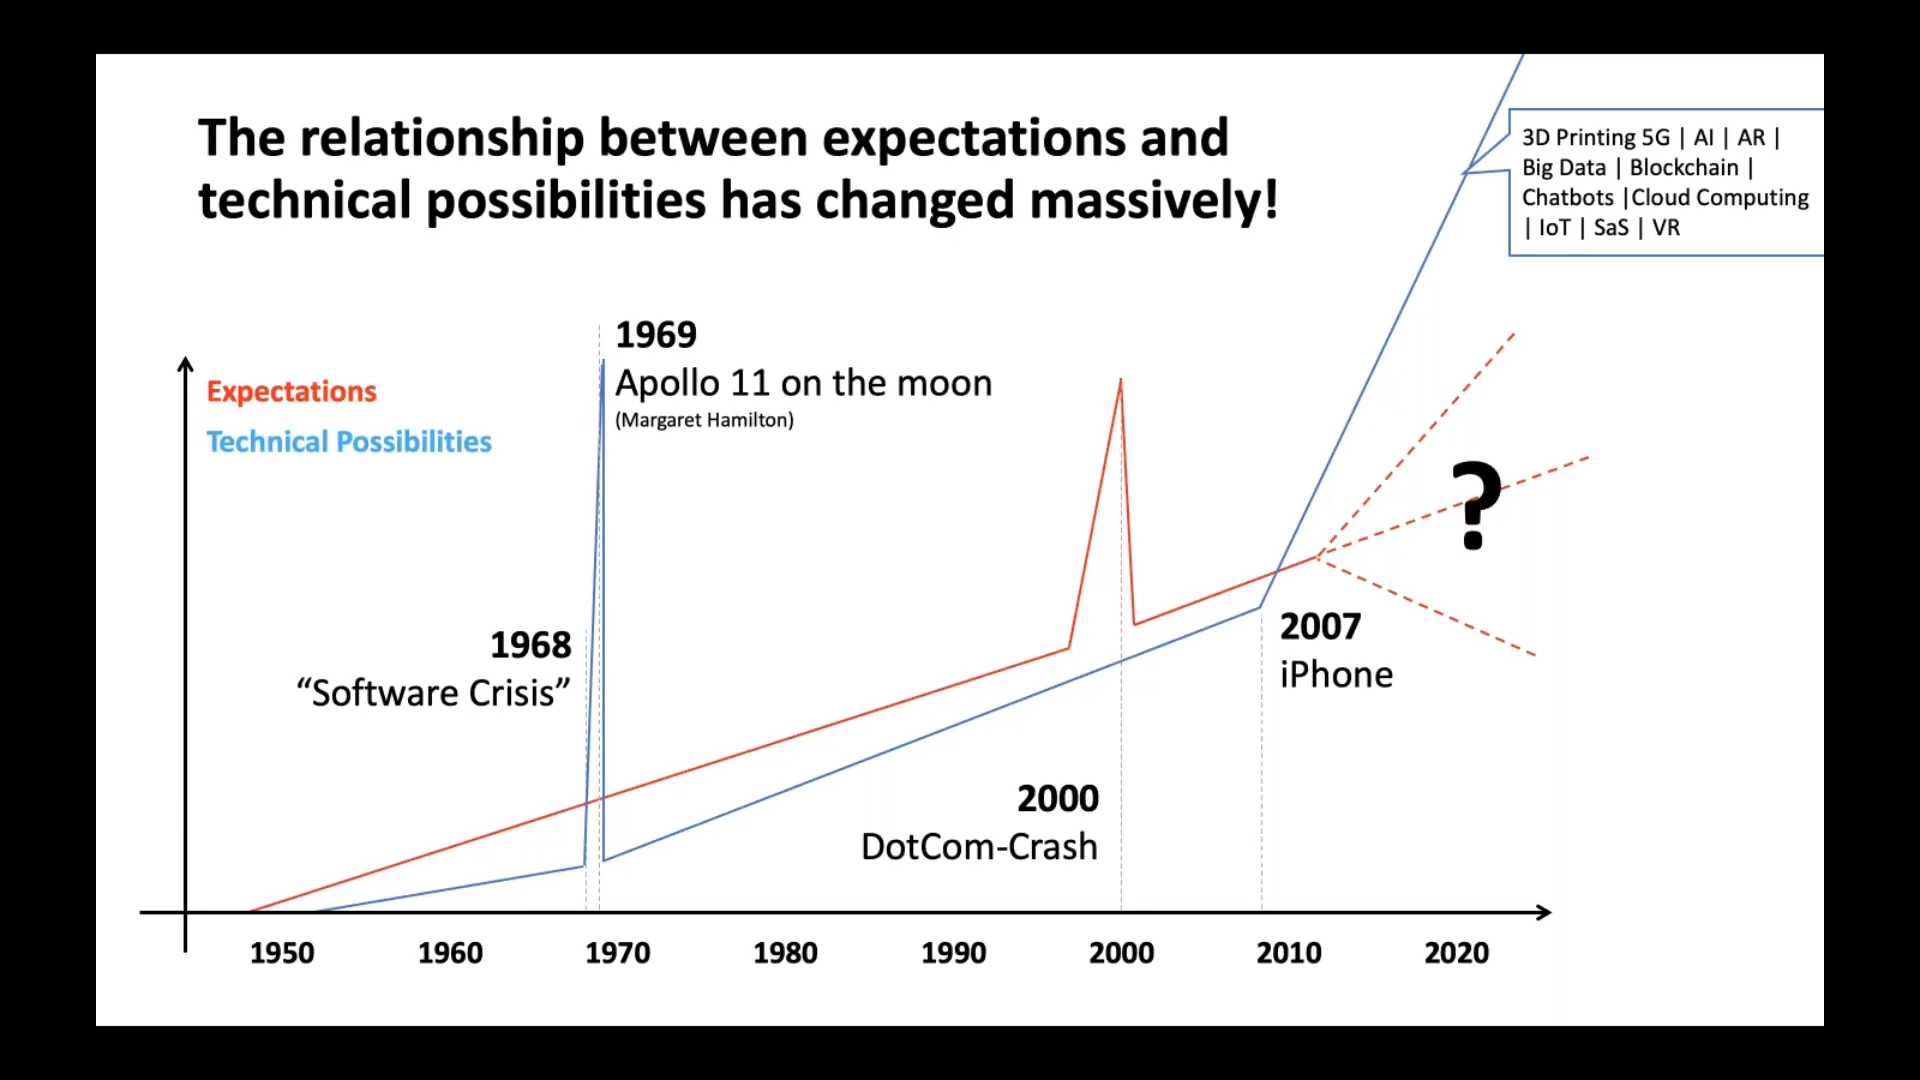 The relationship between expectations and
technical possibilities has changed massively!
3D Printing 5G | AI | AR |
Big Data | Blockchain |
Chatbots |Cloud Computing
| IoT | SaS | VR
Expectations
Technical Possibilities
1969
Apollo 11 on the moon
(Margaret Hamilton)
?
1968
“Software Crisis”
2007
iPhone
2000
DotCom-Crash
1950 1960 1970 1980 1990 2000 2010 2020